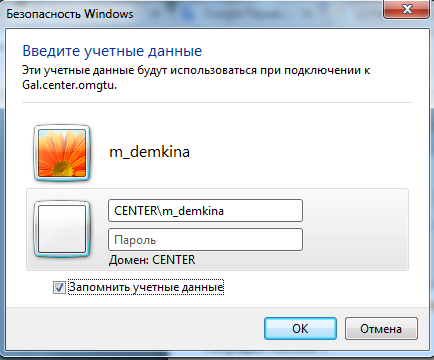 Безопасность Windows
Введите учетные данные
Эти учетные данные будут использоваться при подключении к
Gal.center.omgtu.
m_demkina
CENTER\m_demkina
Пароль
Домен: CENTER
Запомнить учетные данные
OK
Отмена